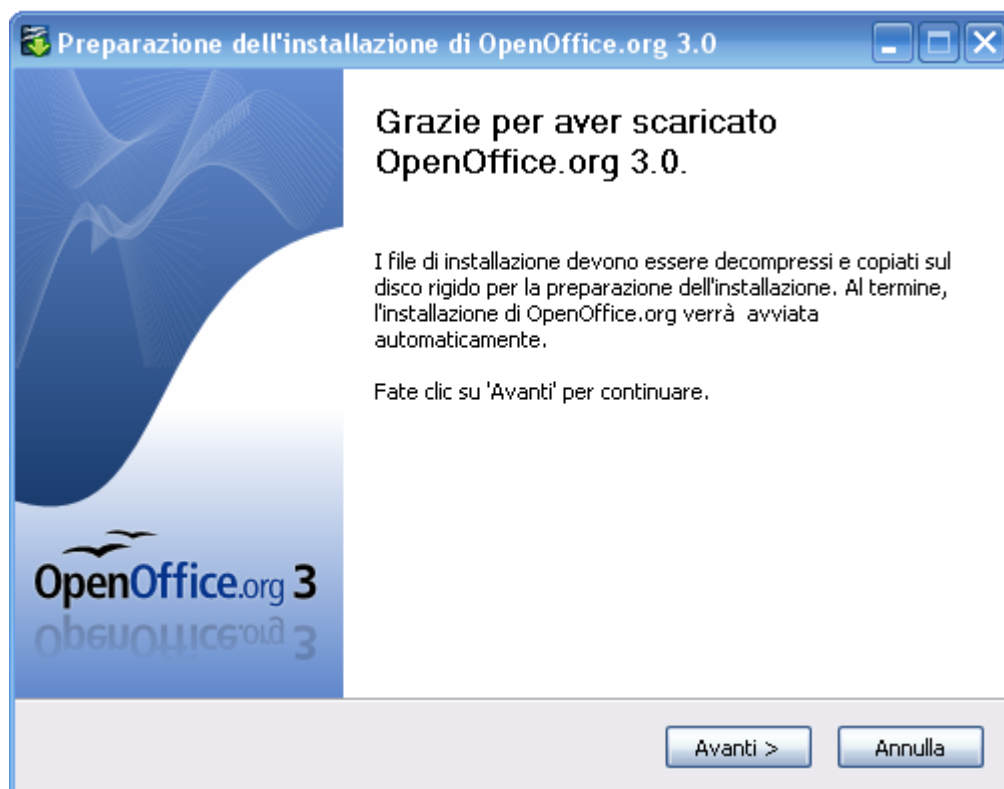 Preparazione dell'installazione di OpenOffice.org 3.0
Grazie per aver scaricato
OpenOffice.org 3.0.
I file di installazione devono essere decompressi e copiati sul
disco rigido per la preparazione dell'installazione. Al termine,
l'installazione di OpenOffice.org verrà  avviata
automaticamente.
Fate clic su 'Avanti' per continuare.
OpenOffice.org 3
Avanti >
Annulla